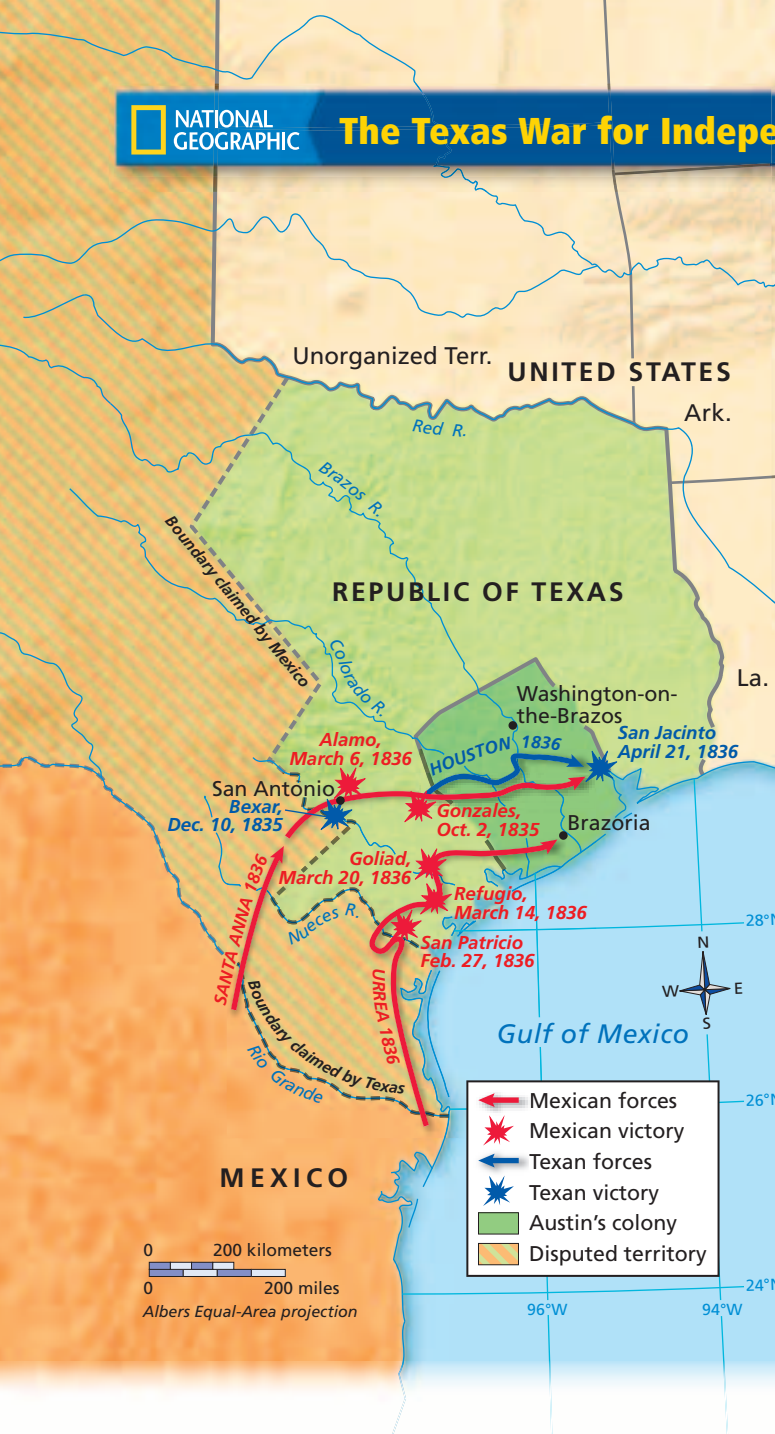 NATIONAL
GEOGRAPHIC
The Texas War for Indepe
Unorganized Terr.
UNITED STATES
Ark.
Red R.
Brazos R.
Boundary claimed by Mexico
REPUBLIC OF TEXAS
Colorado R.
La.
Washington-on-
the-Brazos
San Jacinto
April 21, 1836
HOUSTON 1836
Alamo,
March 6, 1836
San Antonio
Bexar,
Dec. 10, 1835
Gonzales,
Oct. 2, 1835
Brazoria
Goliad,
March 20, 1836
Refugio,
March 14, 1836
SANTA ANNA 1836
Nueces R.
San Patricio
Feb. 27, 1836
URREA 1836
28°N
N
W
E
S
Gulf of Mexico
Boundary claimed by Texas
Rio Grande
MEXICO
Mexican forces
Mexican victory
Texan forces
Texan victory
Austin's colony
Disputed territory
26°N
24°N
96°W
94°W
0 200 kilometers
0 200 miles
Albers Equal-Area projection